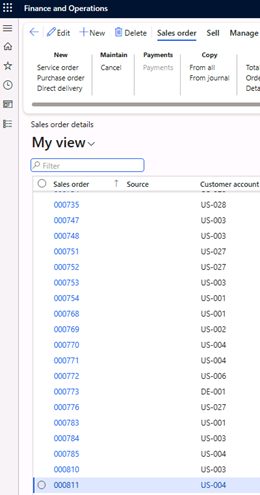 Finance and Operations
Edit New Delete Sales order Sell Manage
New Maintain Payments Copy
Service order Cancel Payments From all
Purchase order From journal
Direct delivery
Sales order details
My view
Filter
Sales order Source Customer account
000735 US-028
000747 US-003
000748 US-003
000751 US-027
000752 US-027
000753 US-003
000754 US-001
000768 US-001
000769 US-002
000770 US-004
000771 US-004
000772 US-006
000773 DE-001
000776 US-027
000783 US-001
000784 US-003
000785 US-004
000810 US-003
000811 US-004